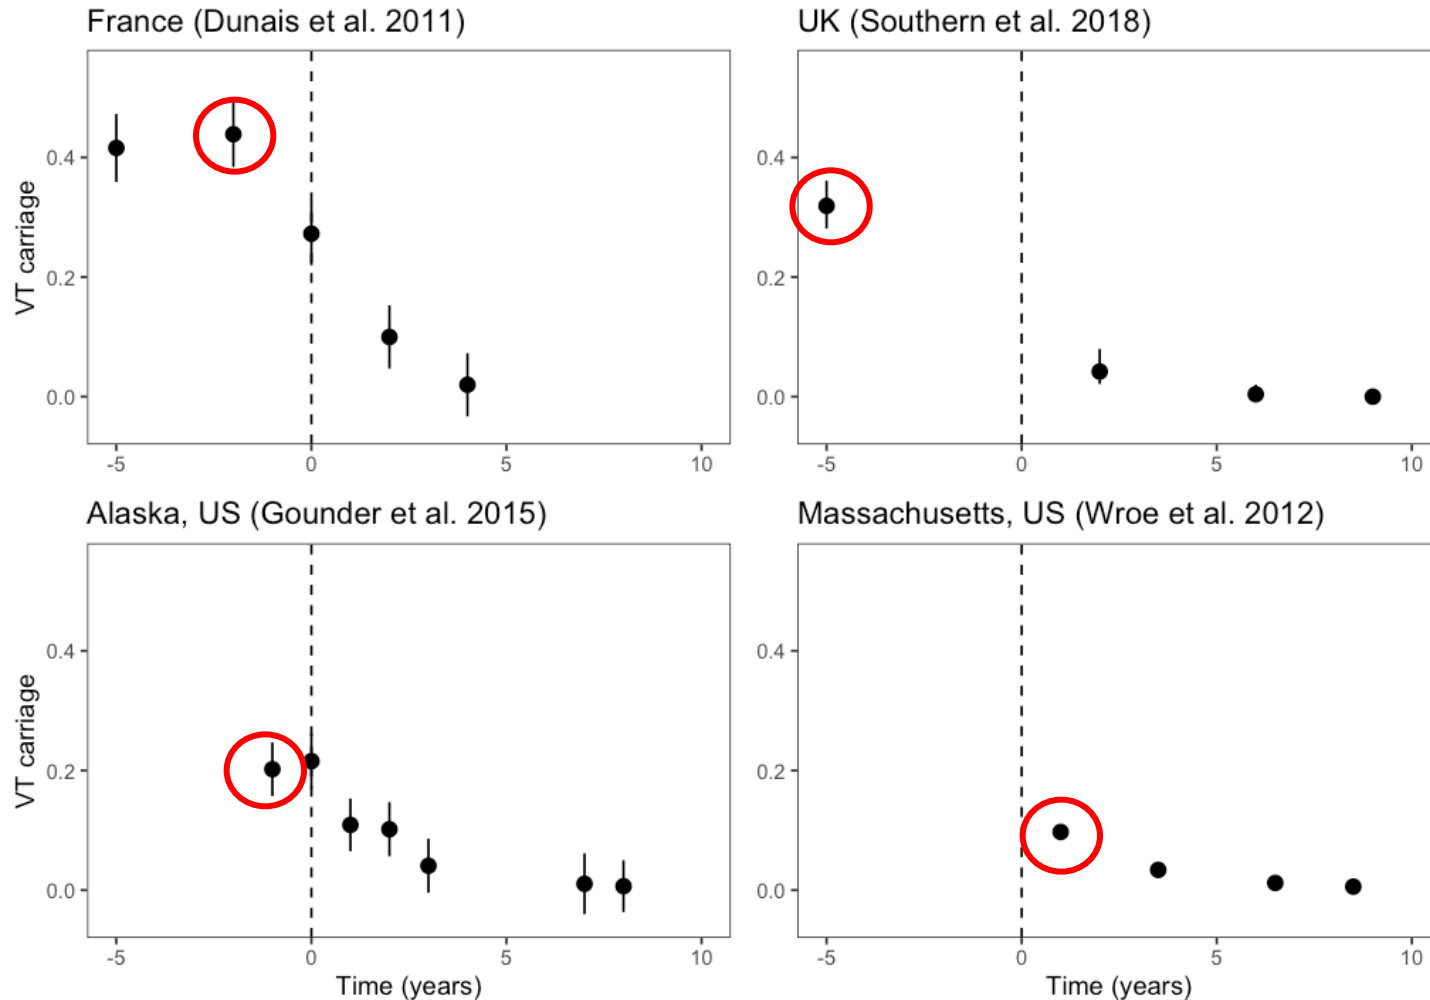 France (Dunais et al. 2011)
VT carriage
0.4
0.2
0.0
-5 0 5 10
UK (Southern et al. 2018)
0.4
0.2
0.0
-5 0 5 10
Alaska, US (Gounder et al. 2015)
VT carriage
0.4
0.2
0.0
-5 0 5 10
Time (years)
Massachusetts, US (Wroe et al. 2012)
0.4
0.2
0.0
-5 0 5 10
Time (years)